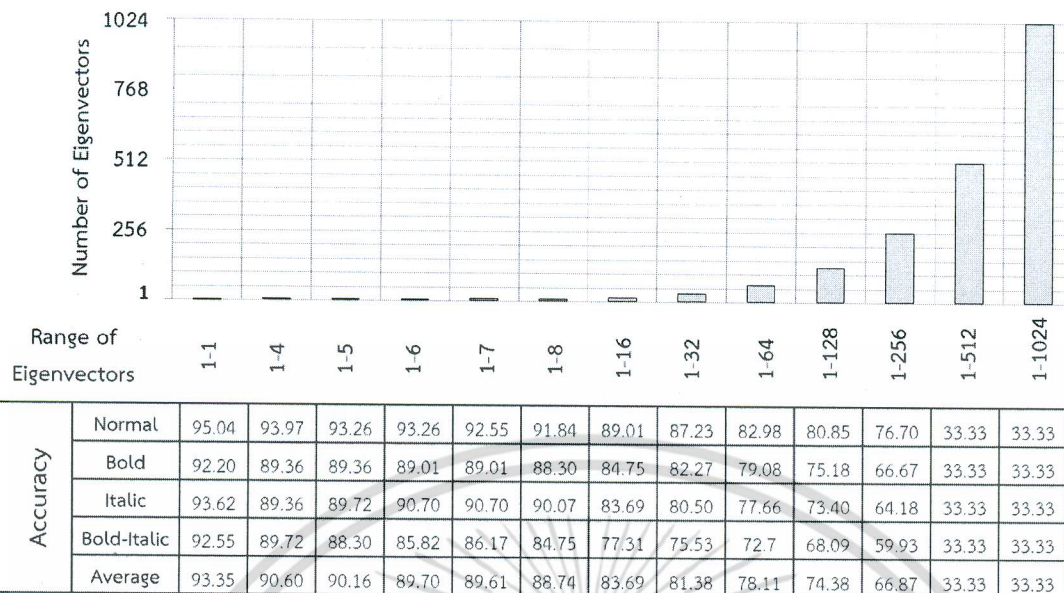 1024
768
512
256
1
Number of Eigenvectors
Range of
Eigenvectors
1-1 1-4 1-5 1-6 1-7 1-8 1-16 1-32 1-64 1-128 1-256 1-512 1-1024
Accuracy
Normal 95.04 93.97 93.26 93.26 92.55 91.84 89.01 87.23 82.98 80.85 76.70 33.33 33.33
Bold 92.20 89.36 89.36 89.01 89.01 88.30 84.75 82.27 79.08 75.18 66.67 33.33 33.33
Italic 93.62 89.36 89.72 90.70 90.70 90.07 83.69 80.50 77.66 73.40 64.18 33.33 33.33
Bold-Italic 92.55 89.72 88.30 85.82 86.17 84.75 77.31 75.53 72.7 68.09 59.93 33.33 33.33
Average 93.35 90.60 90.16 89.70 89.61 88.74 83.69 81.38 78.11 74.38 66.87 33.33 33.33